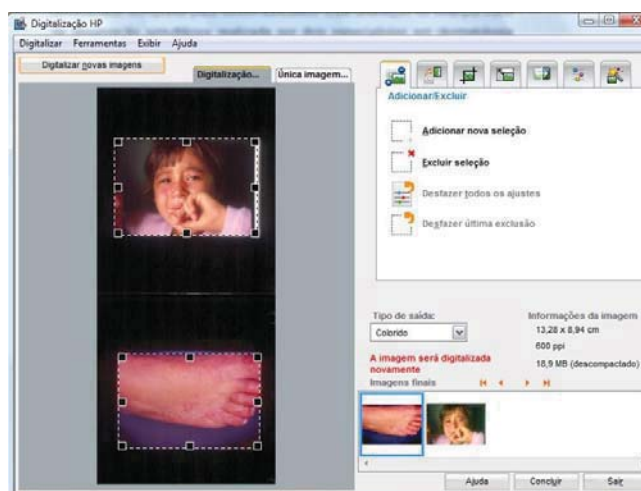 Digitalização HP
Digitalizar Ferramentas Exibir Ajuda
Digitalizar novas imagens
Digitalização...
Única imagem...
Adicionar/Excluir
Adicionar nova seleção
Excluir seleção
Desfazer todos os ajustes
Desfazer última exclusão
Tipo de saída:
Colorido
Informações da imagem
13,28 x 8,94 cm
600 ppi
18,9 MB (descompactado)
A imagem será digitalizada
novamente
Imagens finais
Ajuda Concluir Sair